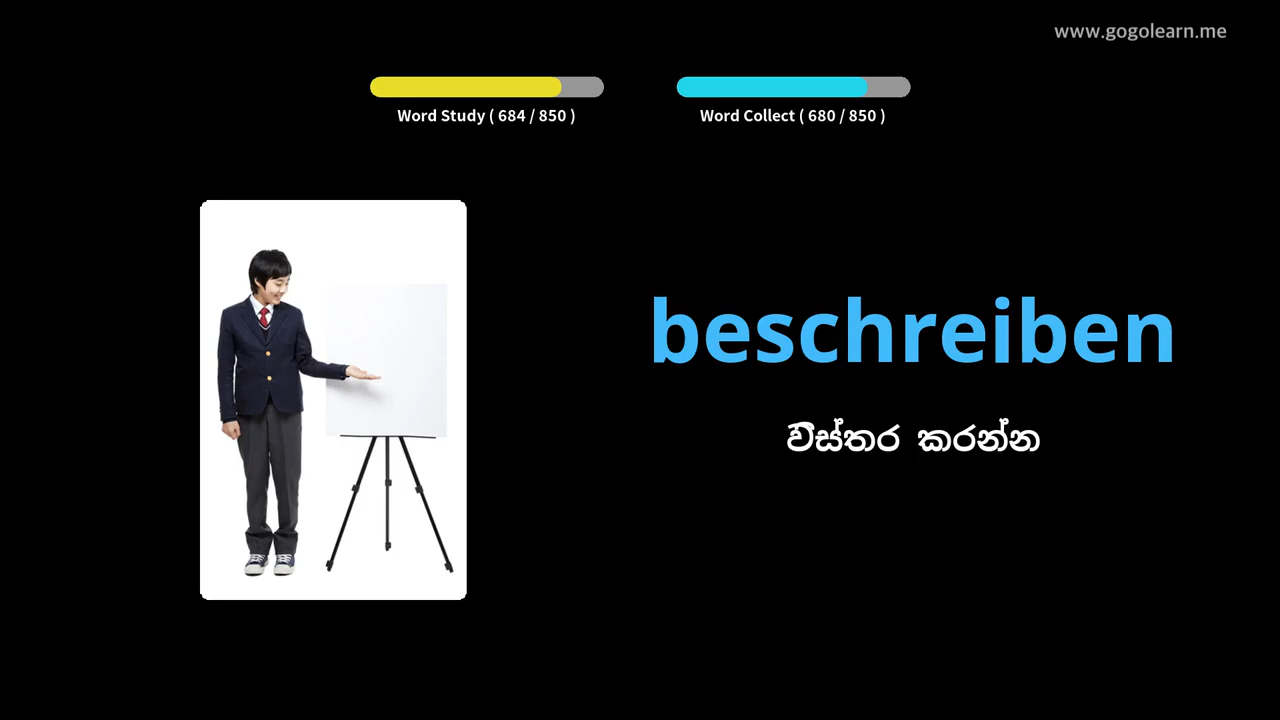 www.gogolearn.me
Word Study ( 684 / 850 )
Word Collect ( 680 / 850 )
beschreiben
විස්තර කරන්න